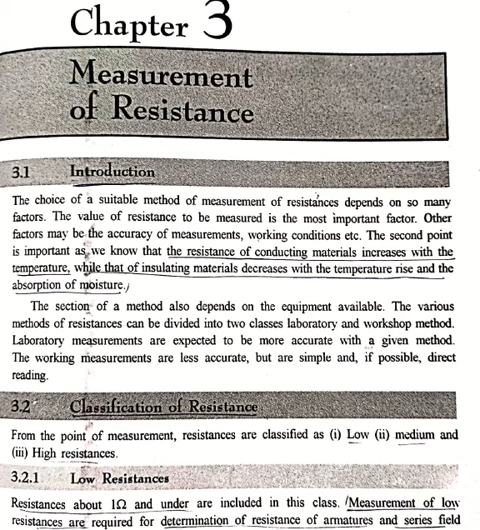 Chapter 3
Measurement
of Resistance
3.1 Introduction
The choice of a suitable method of measurement of resistances depends on so many
factors. The value of resistance to be measured is the most important factor. Other
factors may be the accuracy of measurements, working conditions etc. The second point
is important as we know that the resistance of conducting materials increases with the
temperature, while that of insulating materials decreases with the temperature rise and the
absorption of moisture.
The section of a method also depends on the equipment available. The various
methods of resistances can be divided into two classes laboratory and workshop method.
Laboratory measurements are expected to be more accurate with a given method.
The working measurements are less accurate, but are simple and, if possible, direct
reading.
3.2 Classification of Resistance
From the point of measurement, resistances are classified as (i) Low (ii) medium and
(iii) High resistances.
3.2.1 Low Resistances
Resistances about 1Ω and under are included in this class. Measurement of low
resistances are required for determination of resistance of armatures and series field